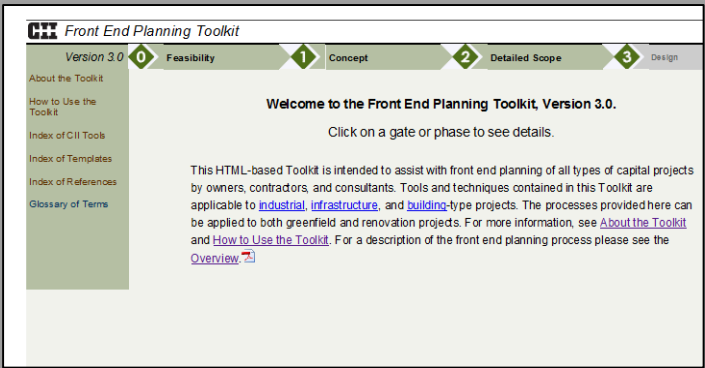 CII Front End Planning Toolkit
Version 3.0 0 Feasibility 1 Concept 2 Detailed Scope 3 Design
About the Toolkit
How to Use the
Toolkit
Index of CII Tools
Index of Templates
Index of References
Glossary of Terms
Welcome to the Front End Planning Toolkit, Version 3.0.
Click on a gate or phase to see details.
This HTML-based Toolkit is intended to assist with front end planning of all types of capital projects
by owners, contractors, and consultants. Tools and techniques contained in this Toolkit are
applicable to industrial, infrastructure, and building-type projects. The processes provided here can
be applied to both greenfield and renovation projects. For more information, see About the Toolkit
and How to Use the Toolkit. For a description of the front end planning process please see the
Overview.